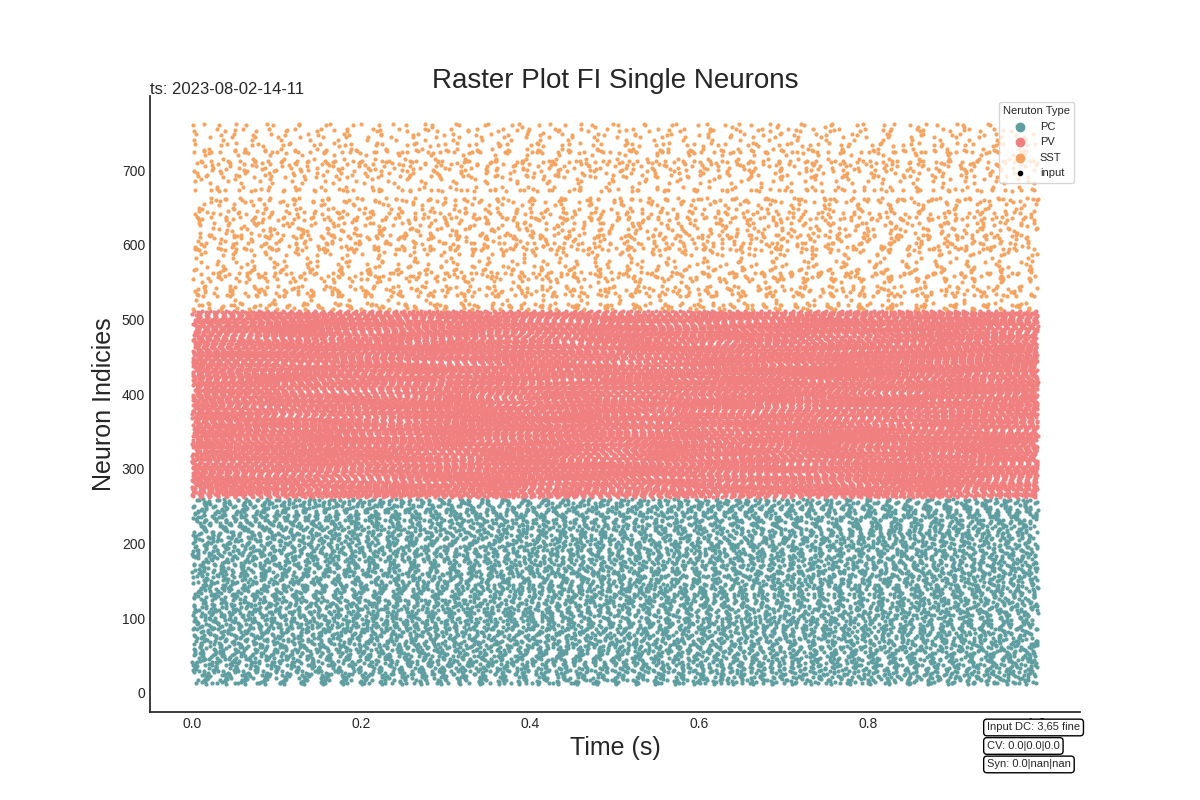 Raster Plot FI Single Neurons
ts: 2023-08-02-14-11
Neruton Type
PC
PV
SST
input
Neuron Indicies
700
600
500
400
300
200
100
0
0.0
0.2
0.4
0.6
0.8
Time (s)
Input DC: 3,65 fine
CV: 0.0|0.0|0.0
Syn: 0.0|nan|nan